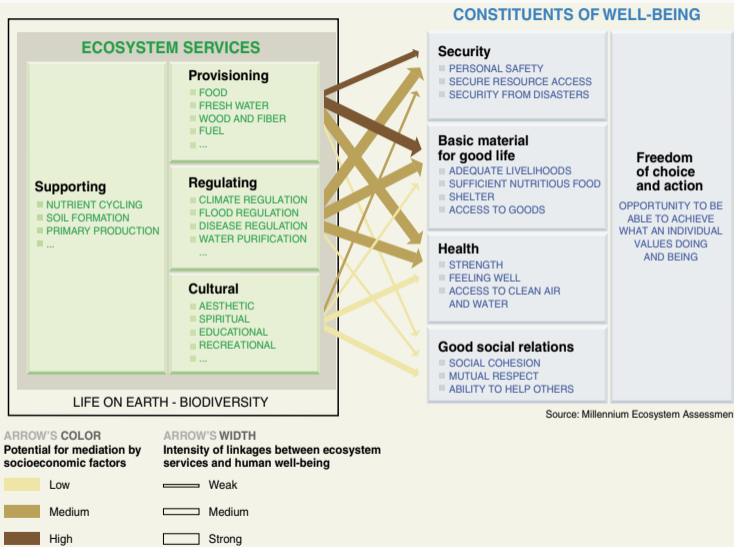 CONSTITUENTS OF WELL-BEING
ECOSYSTEM SERVICES
Supporting
NUTRIENT CYCLING
SOIL FORMATION
PRIMARY PRODUCTION
...
Provisioning
FOOD
FRESH WATER
WOOD AND FIBER
FUEL
...
Regulating
CLIMATE REGULATION
FLOOD REGULATION
DISEASE REGULATION
WATER PURIFICATION
...
Cultural
AESTHETIC
SPIRITUAL
EDUCATIONAL
RECREATIONAL
...
LIFE ON EARTH - BIODIVERSITY
Security
PERSONAL SAFETY
SECURE RESOURCE ACCESS
SECURITY FROM DISASTERS
Basic material
for good life
ADEQUATE LIVELIHOODS
SUFFICIENT NUTRITIOUS FOOD
SHELTER
ACCESS TO GOODS
Health
STRENGTH
FEELING WELL
ACCESS TO CLEAN AIR
AND WATER
Good social relations
SOCIAL COHESION
MUTUAL RESPECT
ABILITY TO HELP OTHERS
Freedom
of choice
and action
OPPORTUNITY TO BE
ABLE TO ACHIEVE
WHAT AN INDIVIDUAL
VALUES DOING
AND BEING
Source: Millennium Ecosystem Assessmen
ARROW'S COLOR
Potential for mediation by
socioeconomic factors
Low
Medium
High
ARROW'S WIDTH
Intensity of linkages between ecosystem
services and human well-being
Weak
Medium
Strong